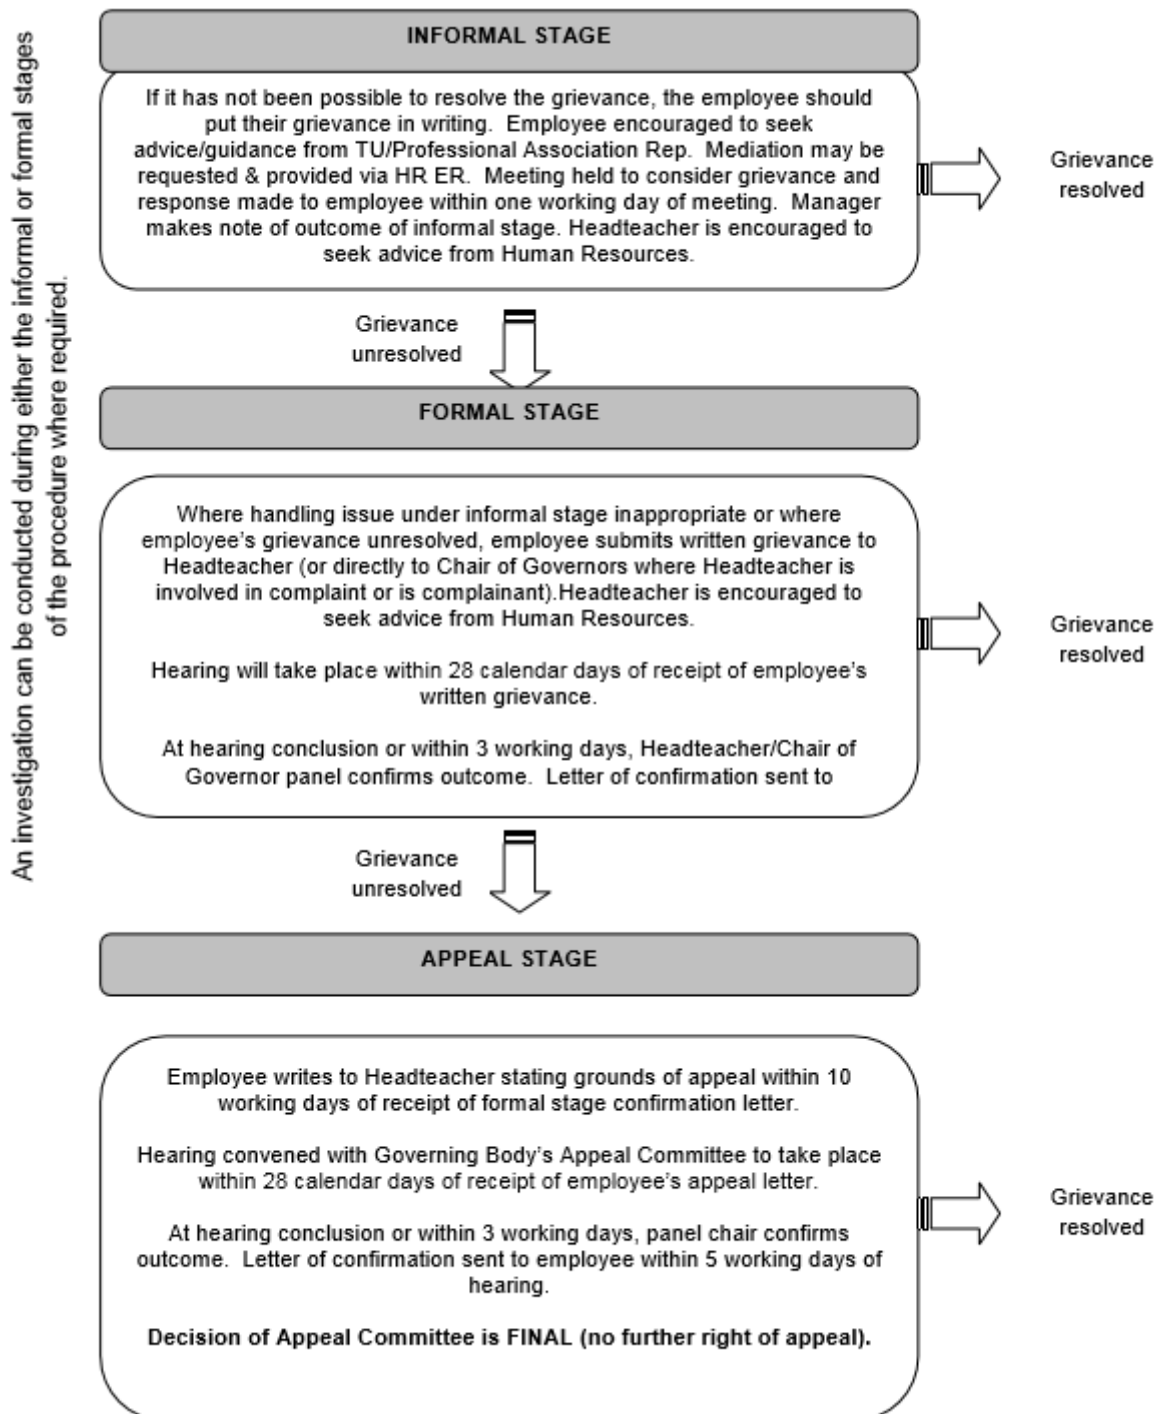 An investigation can be conducted during either the informal or formal stages
of the procedure where required.
INFORMAL STAGE
If it has not been possible to resolve the grievance, the employee should
put their grievance in writing.  Employee encouraged to seek
advice/guidance from TU/Professional Association Rep.  Mediation may be
requested & provided via HR ER.  Meeting held to consider grievance and
response made to employee within one working day of meeting.  Manager
makes note of outcome of informal stage. Headteacher is encouraged to
seek advice from Human Resources.
Grievance
resolved
Grievance
unresolved
FORMAL STAGE
Where handling issue under informal stage inappropriate or where
employee’s grievance unresolved, employee submits written grievance to
Headteacher (or directly to Chair of Governors where Headteacher is
involved in complaint or is complainant).Headteacher is encouraged to
seek advice from Human Resources.
Hearing will take place within 28 calendar days of receipt of employee’s
written grievance.
At hearing conclusion or within 3 working days, Headteacher/Chair of
Governor panel confirms outcome.  Letter of confirmation sent to
Grievance
resolved
Grievance
unresolved
APPEAL STAGE
Employee writes to Headteacher stating grounds of appeal within 10
working days of receipt of formal stage confirmation letter.
Hearing convened with Governing Body’s Appeal Committee to take place
within 28 calendar days of receipt of employee’s appeal letter.
At hearing conclusion or within 3 working days, panel chair confirms
outcome.  Letter of confirmation sent to employee within 5 working days of
hearing.
Decision of Appeal Committee is FINAL (no further right of appeal).
Grievance
resolved